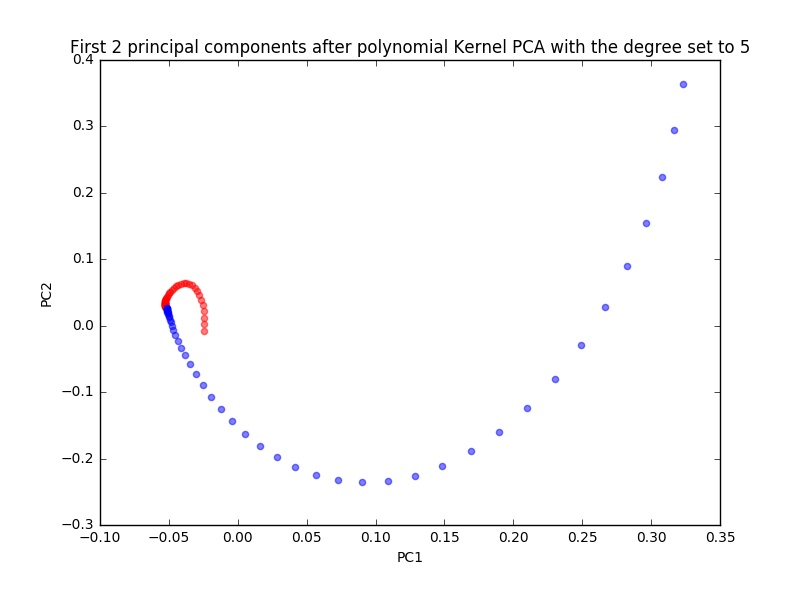 First 2 principal components after polynomial Kernel PCA with the degree set to 5
0.4
0.3
0.2
0.1
0.0
−0.1
−0.2
−0.3
PC2
−0.10 −0.05 0.00 0.05 0.10 0.15 0.20 0.25 0.30 0.35
PC1